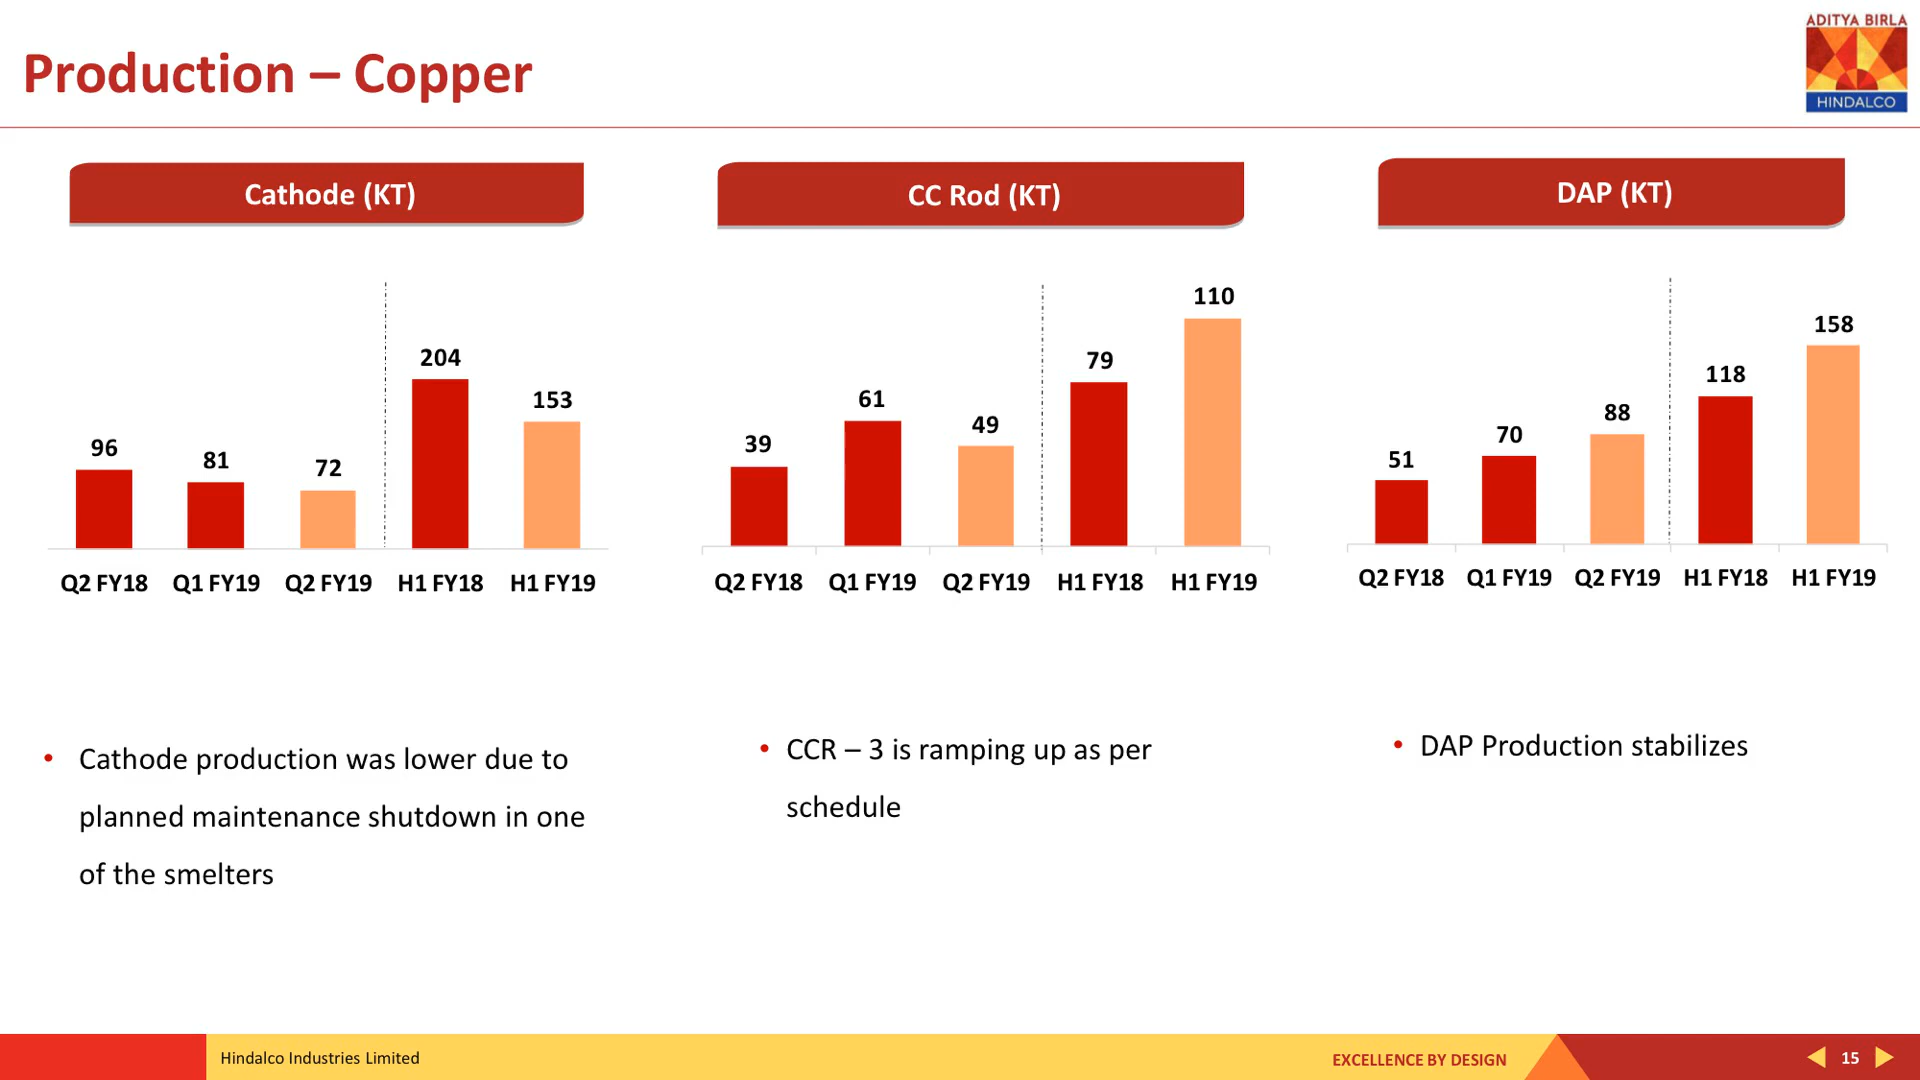 Production – Copper
ADITYA BIRLA
HINDALCO
Cathode (KT)
96
81
72
204
153
Q2 FY18 Q1 FY19 Q2 FY19 H1 FY18 H1 FY19
• Cathode production was lower due to
planned maintenance shutdown in one
of the smelters
CC Rod (KT)
39
61
49
79
110
Q2 FY18 Q1 FY19 Q2 FY19 H1 FY18 H1 FY19
• CCR – 3 is ramping up as per
schedule
DAP (KT)
51
70
88
118
158
Q2 FY18 Q1 FY19 Q2 FY19 H1 FY18 H1 FY19
• DAP Production stabilizes
Hindalco Industries Limited
EXCELLENCE BY DESIGN
15